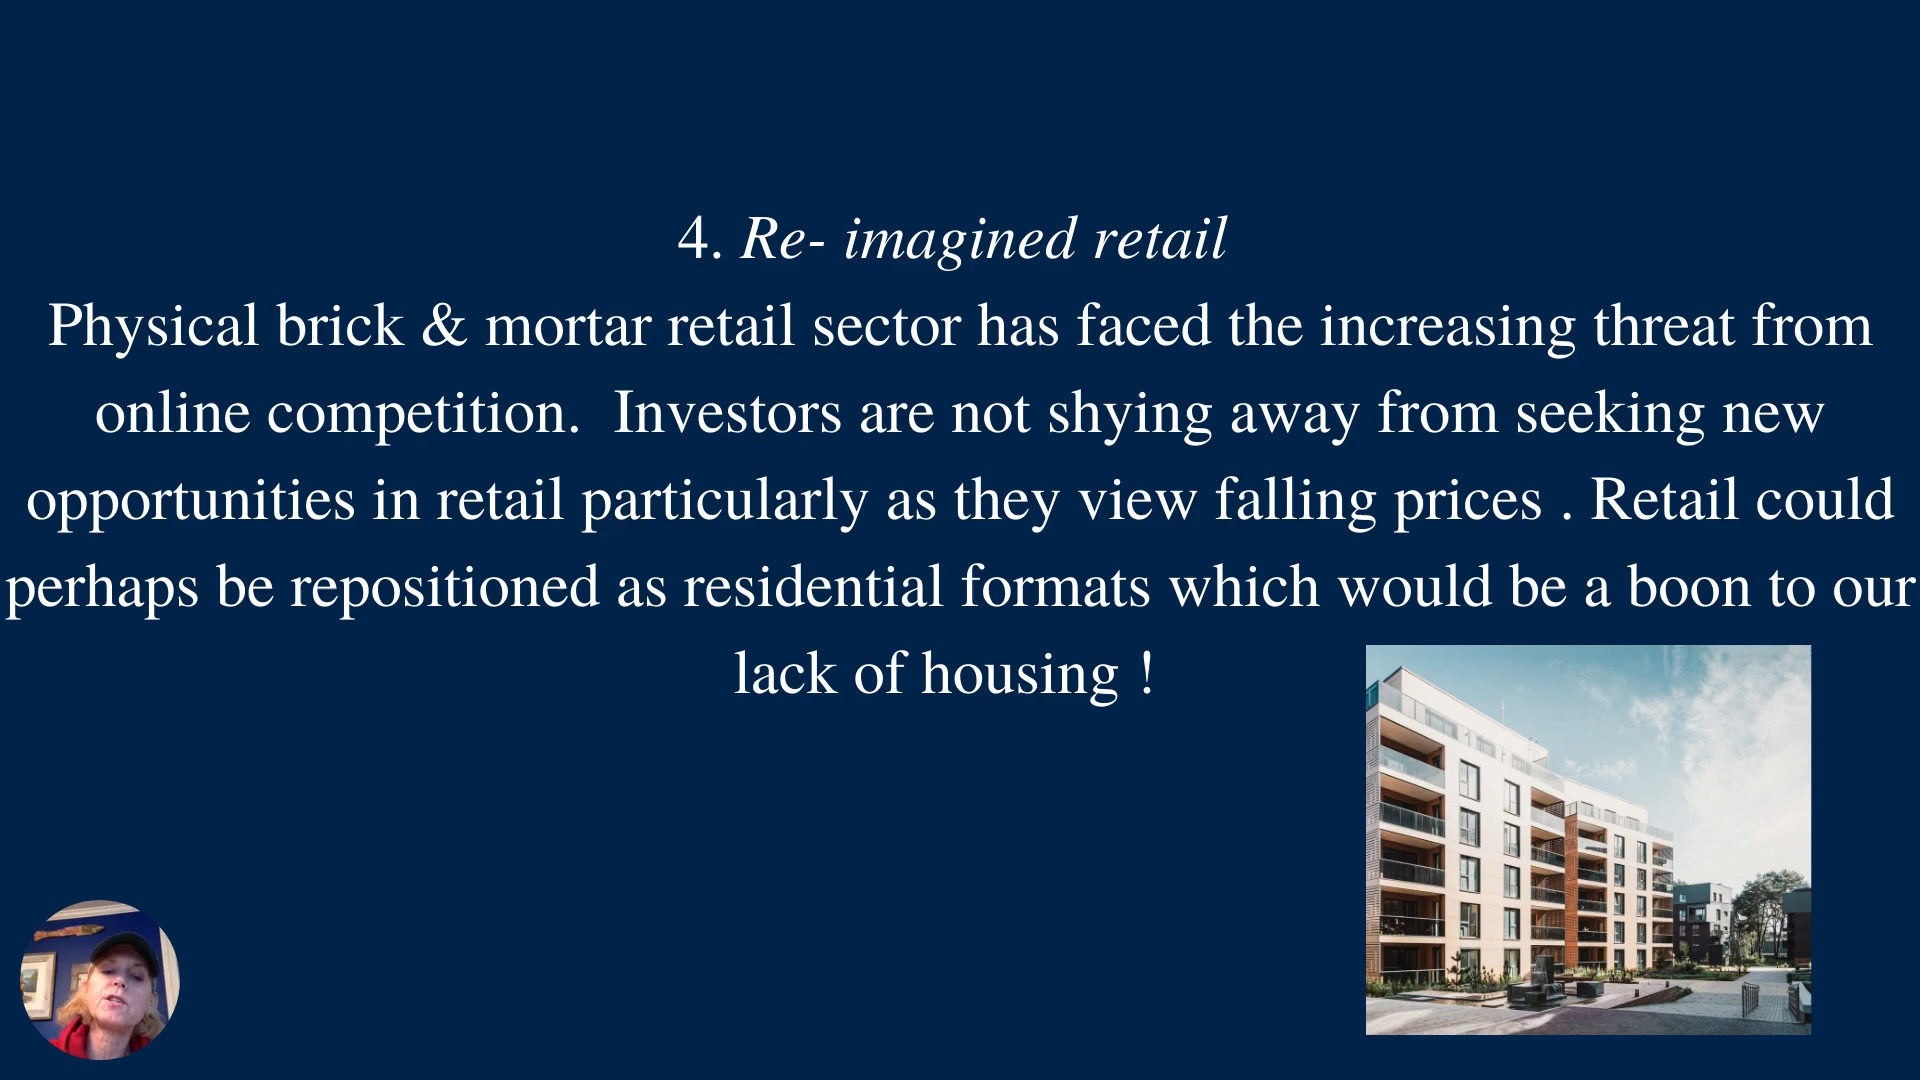 4. Re- imagined retail
Physical brick & mortar retail sector has faced the increasing threat from
online competition.  Investors are not shying away from seeking new
opportunities in retail particularly as they view falling prices . Retail could
perhaps be repositioned as residential formats which would be a boon to our
lack of housing !